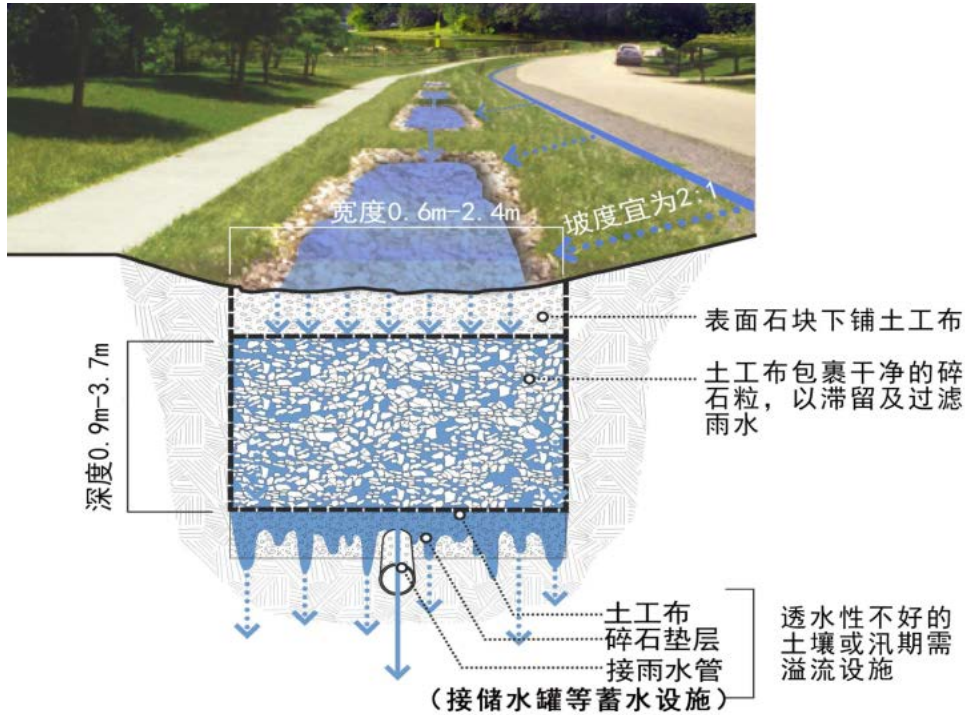 宽度0.6m-2.4m
坡度宜为2:1
表面石块下铺土工布
深度0.9m-3.7m
土工布包裹干净的碎
石粒，以滞留及过滤
雨水
土工布
碎石垫层
接雨水管
（接储水罐等蓄水设施）
透水性不好的
土壤或汛期需
溢流设施